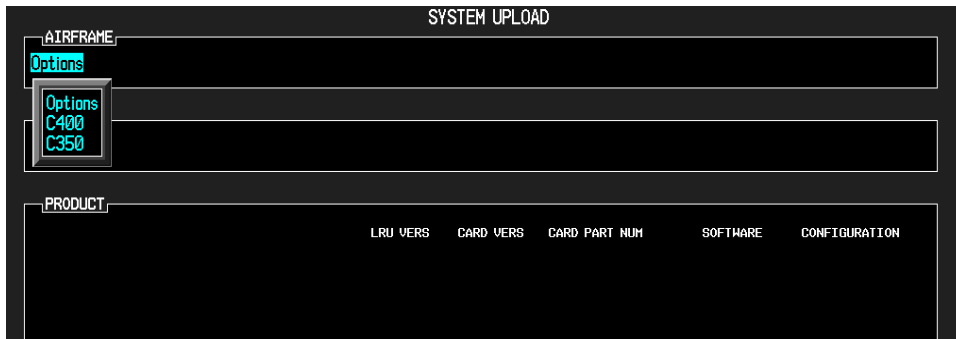 SYSTEM UPLOAD
AIRFRAME
Options
Options
C400
C350
PRODUCT
LRU VERS CARD VERS CARD PART NUM SOFTWARE CONFIGURATION